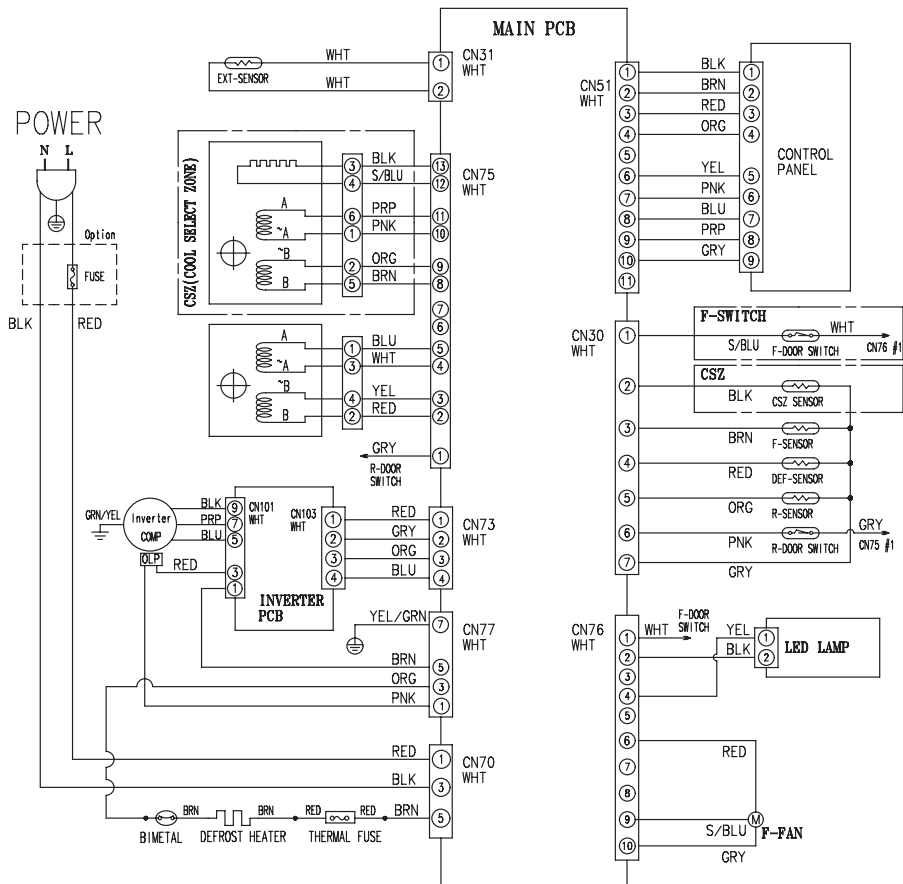 MAIN PCB
POWER
N L
Option
FUSE
BLK
RED
WHT
EXT-SENSOR
WHT
1
2
CN31
WHT
CSZ(COOL SELECT ZONE)
A
~A
~B
B
3 BLK 13
4 S/BLU 12
6 PRP 11
1 PNK 10
2 ORG 9
5 BRN 8
7
6
CN75
WHT
A
~A
~B
B
1 BLU 5
3 WHT 4
4 YEL 3
2 RED 2
GRY 1
R-DOOR
SWITCH
GRN/YEL
Inverter
COMP
OLP
BLK 9
PRP 7
BLU 5
RED 3
1
CN101
WHT
CN103
WHT
INVERTER
PCB
1 RED 1
2 GRY 2
3 ORG 3
4 BLU 4
CN73
WHT
YEL/GRN 7
BRN 5
ORG 3
PNK 1
CN77
WHT
RED 1
BLK 3
BRN 5
CN70
WHT
BRN BRN RED RED
BIMETAL DEFROST HEATER THERMAL FUSE
CN51
WHT
1 BLK 1
2 BRN 2
3 RED 3
4 ORG 4
5
6 YEL 5
7 PNK 6
8 BLU 7
9 PRP 8
10 GRY 9
11
CONTROL
PANEL
CN30
WHT
F-SWITCH
1 S/BLU F-DOOR SWITCH WHT CN76 #1
CSZ
2 BLK CSZ SENSOR
3 BRN F-SENSOR
4 RED DEF-SENSOR
5 ORG R-SENSOR
6 PNK R-DOOR SWITCH GRY CN75 #1
7 GRY
CN76
WHT
1 WHT F-DOOR
SWITCH
2
3
4
5
6
7
8
9
10
YEL 1
BLK 2
LED LAMP
RED
S/BLU
GRY
M
F-FAN